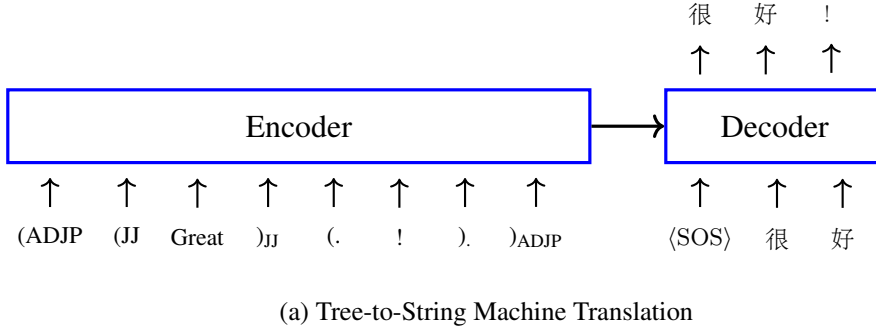 很 好 !
Encoder Decoder
(ADJP (JJ Great )JJ (. ! ). )ADJP ⟨SOS⟩ 很 好
(a) Tree-to-String Machine Translation